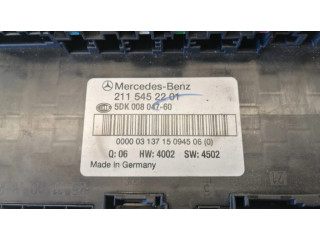 Mercedes-Benz
211 545 22 01
5DK 008 047-60
0000 03 137 15 0945 06 (0)
Q: 06 HW: 4002 SW: 4502
Made in Germany